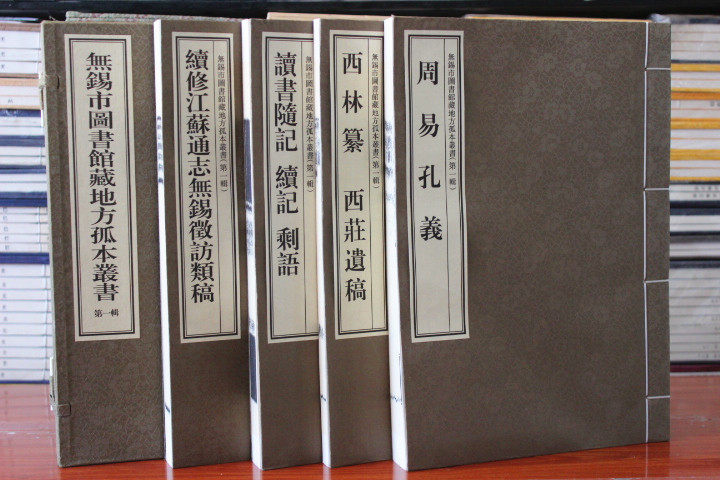 無錫市圖書館藏地方孤本叢書
第一輯
無錫市圖書館藏地方孤本叢書(第一輯)
續修江蘇通志無錫徵訪類稿
無錫市圖書館藏地方孤本叢書(第一輯)
讀書隨記 續記 剩語
無錫市圖書館藏地方孤本叢書(第一輯)
西林纂 西莊遺稿
無錫市圖書館藏地方孤本叢書(第一輯)
周易孔義